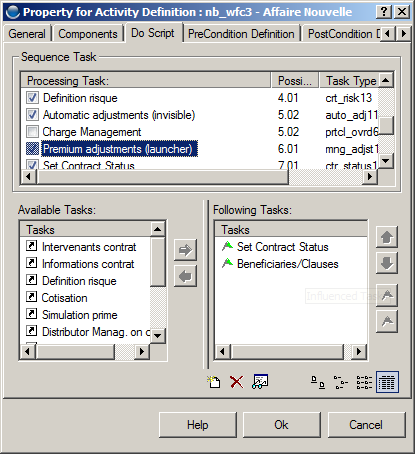 Property for Activity Definition : nb_wfc3 - Affaire Nouvelle
General Components Do Script PreCondition Definition PostCondition D
Sequence Task
Processing Task: Possi... Task Type
Definition risque 4.01 crt_risk13
Automatic adjustments (invisible) 5.02 auto_adj11
Charge Management 5.02 prtcl_ovrd6
Premium adjustments (launcher) 6.01 mng_adjst1
Set Contract Status 7.01 ctr_status1
Available Tasks: Following Tasks:
Tasks Tasks
Intervenants contrat Set Contract Status
Informations contrat Beneficiaries/Clauses
Definition risque
Cotisation
Simulation prime
Distributor Manag. on c
Influenced Ta
Help Ok Cancel